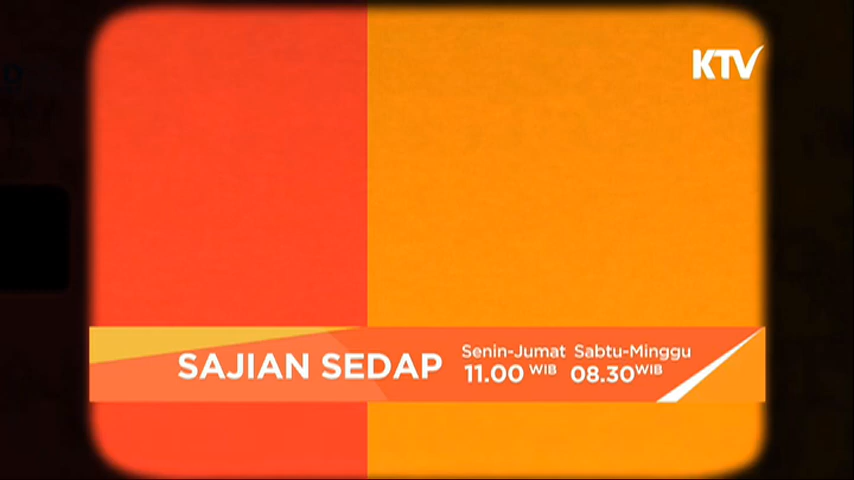 KTV
SAJIAN SEDAP
Senin-Jumat Sabtu-Minggu
11.00 WIB 08.30 WIB